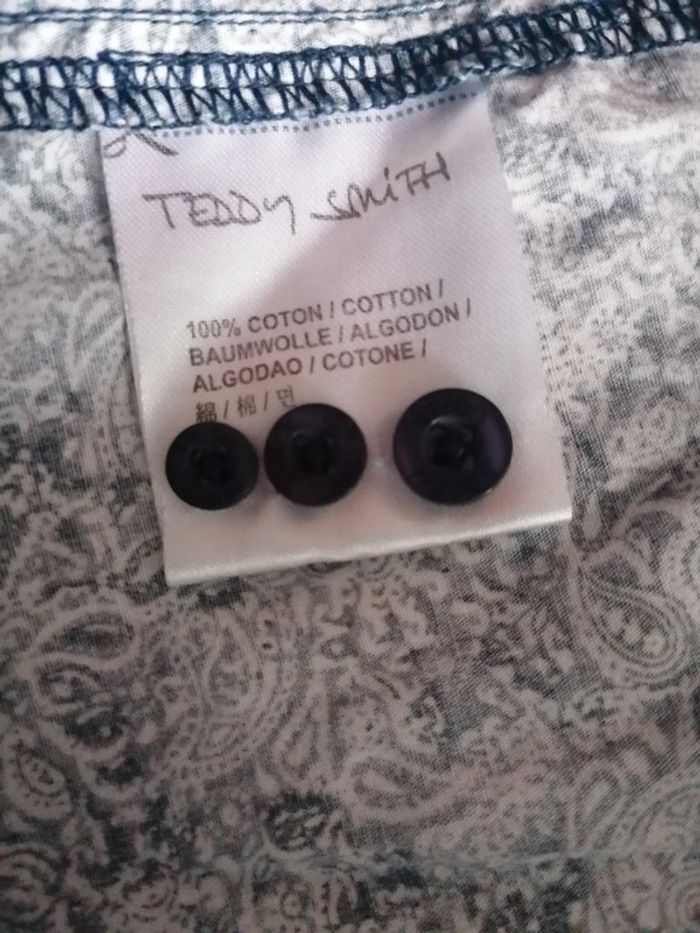 TEDDY SMITH
100% COTON / COTTON /
BAUMWOLLE / ALGODON /
ALGODAO / COTONE /
綿 / 棉 / 면